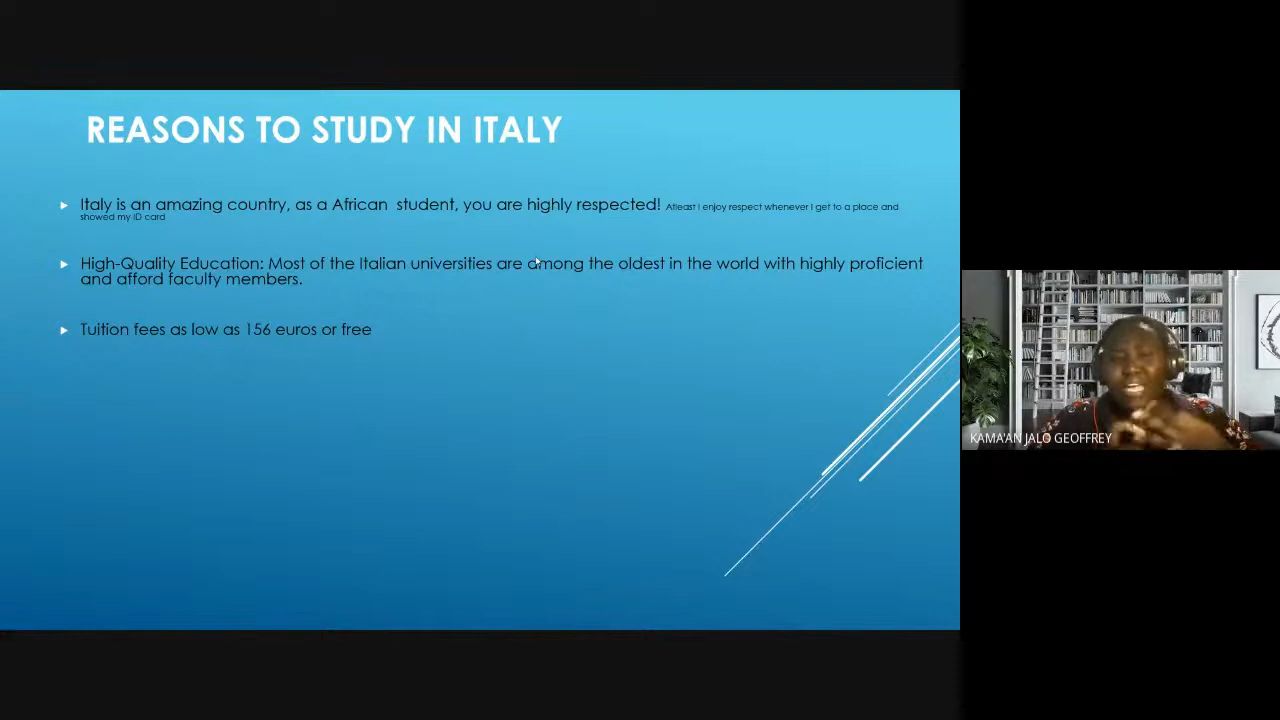 REASONS TO STUDY IN ITALY
Italy is an amazing country, as a African student, you are highly respected! Atleast I enjoy respect whenever I get to a place and
showed my ID card
High-Quality Education: Most of the Italian universities are among the oldest in the world with highly proficient
and afford faculty members.
Tuition fees as low as 156 euros or free
KAMA'AN JALO GEOFFREY